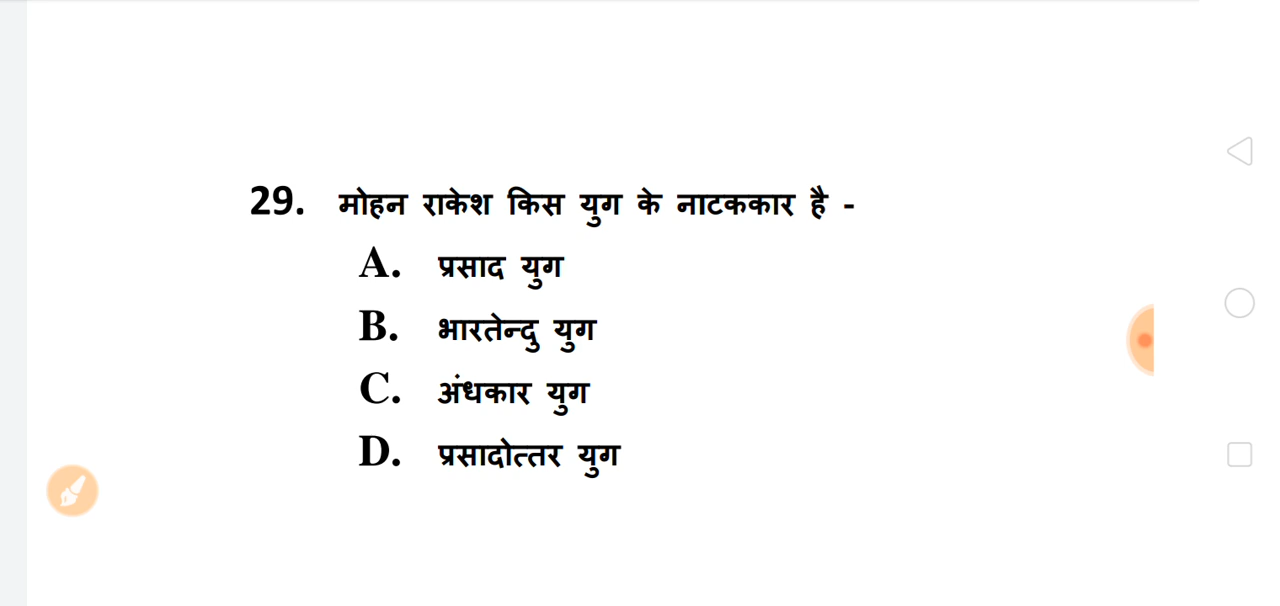 29. मोहन राकेश किस युग के नाटककार है -
A. प्रसाद युग
B. भारतेन्दु युग
C. अंधकार युग
D. प्रसादोत्तर युग